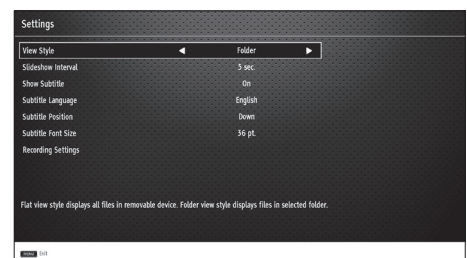 Settings
View Style Folder
Slideshow Interval 5 sec.
Show Subtitle On
Subtitle Language English
Subtitle Position Down
Subtitle Font Size 36 pt.
Recording Settings
Flat view style displays all files in removable device. Folder view style displays files in selected folder.
MENU Exit